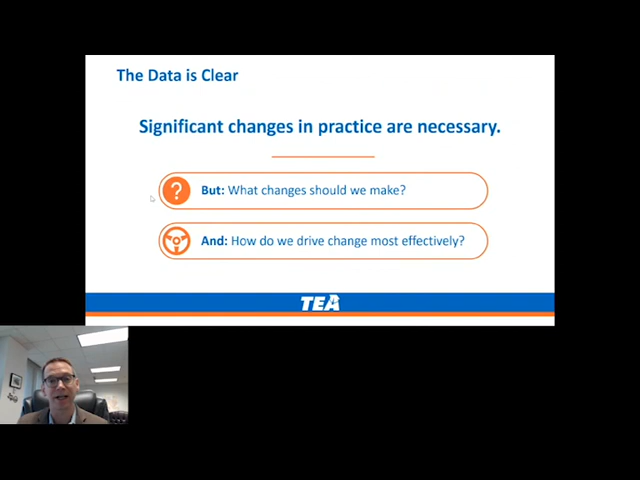 The Data is Clear
Significant changes in practice are necessary.
?
But: What changes should we make?
And: How do we drive change most effectively?
TEA